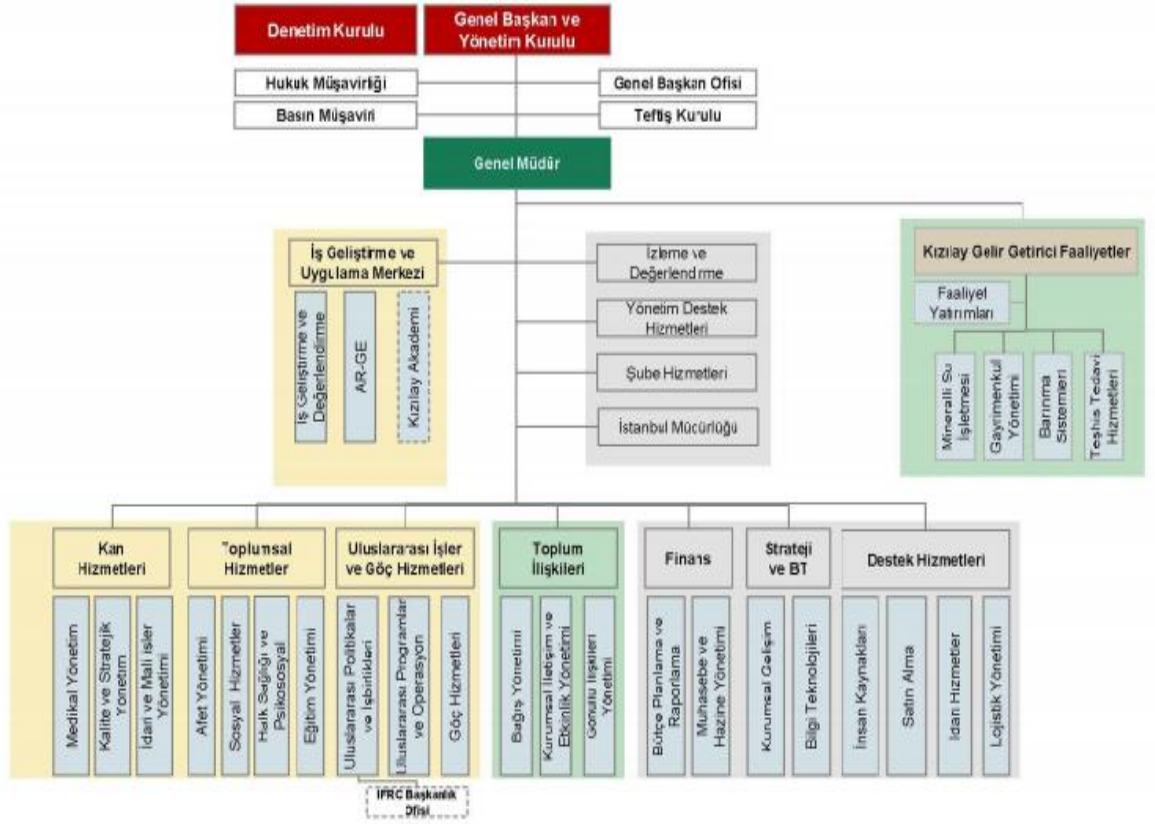 Denetim Kurulu
Genel Başkan ve
Yönetim Kurulu
Hukuk Müşavirliği
Genel Başkan Ofisi
Basın Müşaviri
Teftiş Kurulu
Genel Müdür
İş Geliştirme ve
Uygulama Merkezi
İş Geliştirme ve
Değerlendirme
AR-GE
Kızılay Akademi
İzleme ve
Değerlendirme
Yönetim Destek
Hizmetleri
Şube Hizmetleri
İstanbul Mücürlüğü
Kızılay Gelir Getirici Faaliyetler
Faaliyet
Yatırımları
Mineralli Su
İşletmesi
Gayrimenkul
Yönetimi
Barınma
Sistemleri
Teşhis Tedavi
Hizmetleri
Kan
Hizmetleri
Medikal Yönetim
Kalite ve Stratejik
Yönetim
İdari ve Mali işler
Yönetimi
Toplumsal
Hizmetler
Afet Yönetimi
Sosyal Hizmetler
Halk Sağlığı ve
Psikososyal
Eğitim Yönetimi
Uluslararası İşler
ve Göç Hizmetleri
Uluslararası Politikalar
ve İşbirlikleri
Uluslararası Programlar
ve Operasyon
Göç Hizmetleri
IFRC Başkanlık
Ofisi
Toplum
İlişkileri
Bağış Yönetimi
Kurumsal İletişim ve
Etkinlik Yönetimi
Gönüllü İlişkileri
Yönetimi
Finans
Bütçe Planlama ve
Raporlama
Muhasebe ve
Hazine Yönetimi
Strateji
ve BT
Kurumsal Gelişim
Bilgi Teknolojileri
Destek Hizmetleri
İnsan Kaynakları
Satın Alma
İdari Hizmetler
Lojistik Yönetimi